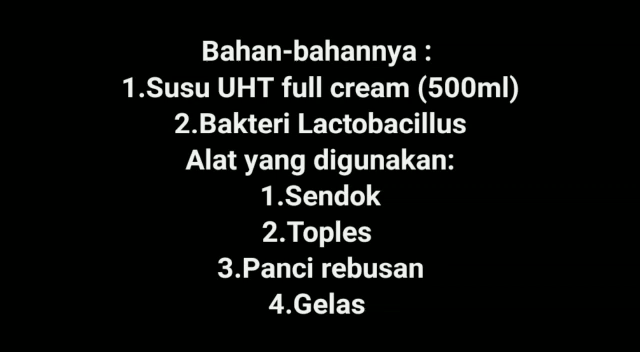 Bahan-bahannya :
1.Susu UHT full cream (500ml)
2.Bakteri Lactobacillus
Alat yang digunakan:
1.Sendok
2.Toples
3.Panci rebusan
4.Gelas